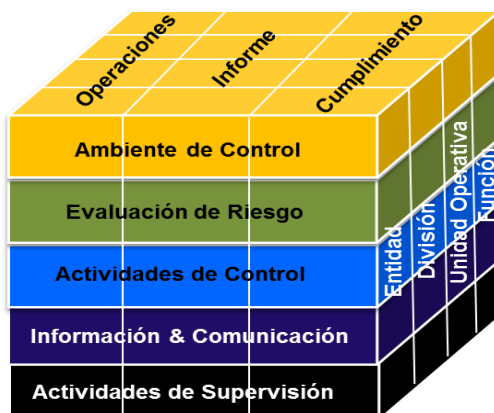 Operaciones
Informe
Cumplimiento
Ambiente de Control
Evaluación de Riesgo
Actividades de Control
Información & Comunicación
Actividades de Supervisión
Entidad
División
Unidad Operativa
Función